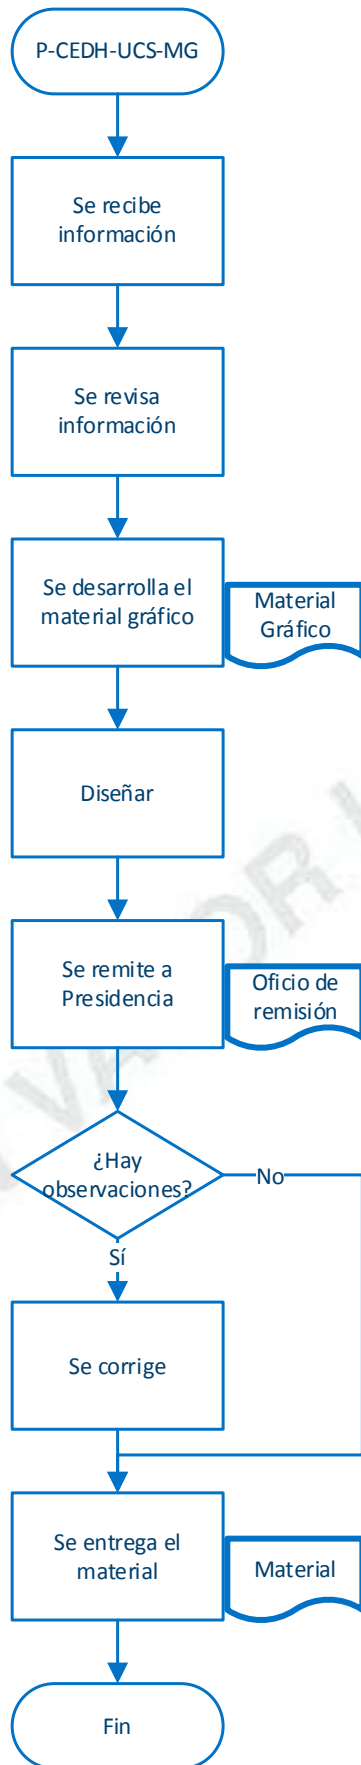 P-CEDH-UCS-MG
Se recibe
información
Se revisa
información
Se desarrolla el
material gráfico
Material
Gráfico
Diseñar
Se remite a
Presidencia
Oficio de
remisión
¿Hay
observaciones?
No
Sí
Se corrige
Se entrega el
material
Material
Fin